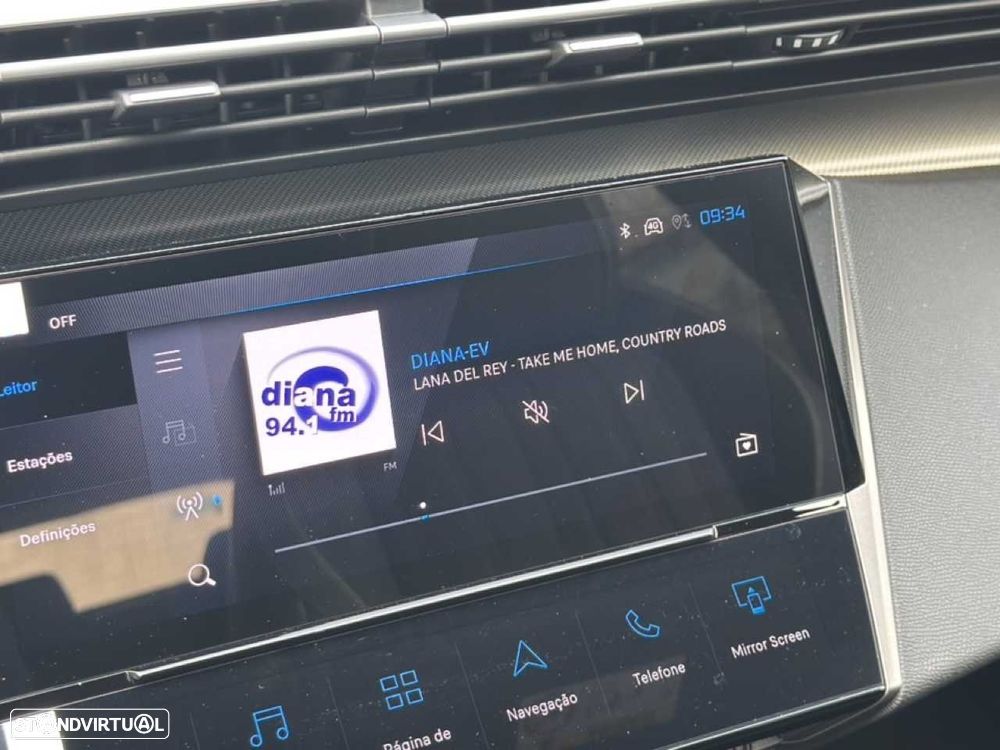 4G
09:34
OFF
Leitor
Estações
Definições
diana
fm
94.1
DIANA-EV
LANA DEL REY - TAKE ME HOME, COUNTRY ROADS
FM
Mirror Screen
Telefone
Navegação
Página de
STANDVIRTUAL